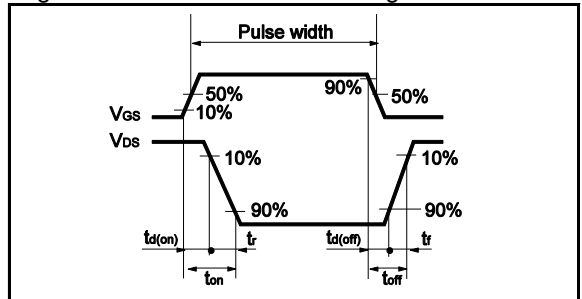 Pulse width
90%
50%
50%
10%
VGS
VDS
10%
10%
90%
90%
td(on)
tr
td(off)
tf
ton
toff